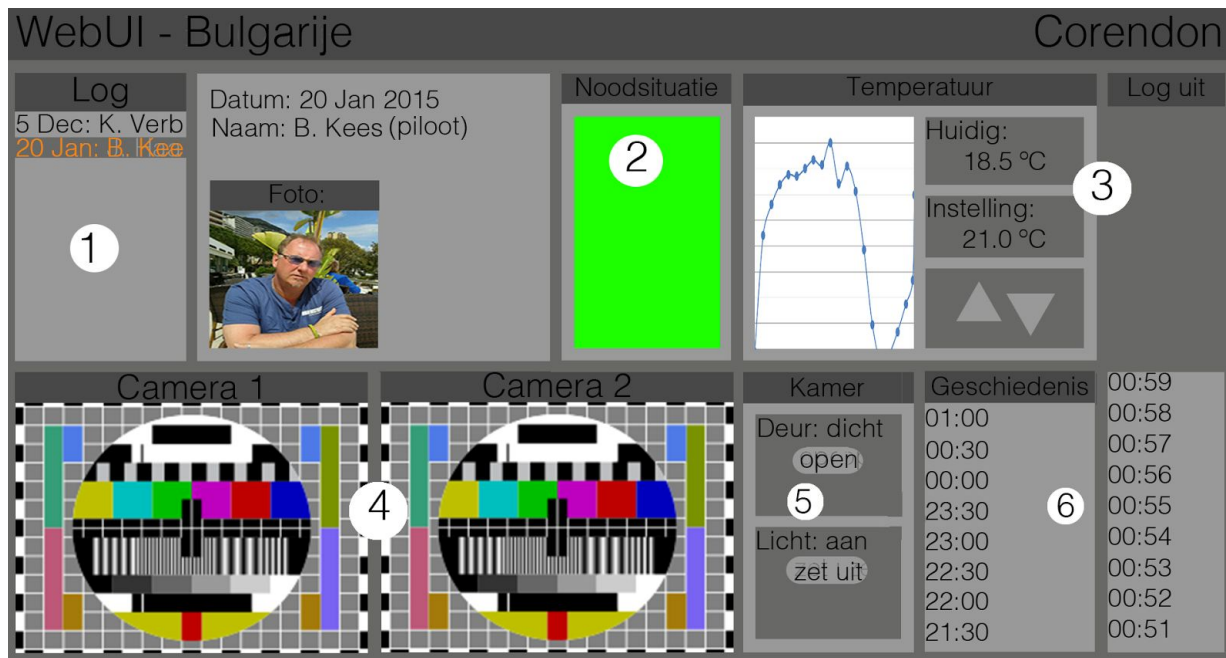 WebUI - Bulgarije
Corendon
Log
5 Dec: K. Verb
20 Jan: B. Kee
1
Datum: 20 Jan 2015
Naam: B. Kees (piloot)
Foto:
Noodsituatie
2
Temperatuur
Huidig:
18.5 °C
Instelling:
21.0 °C
3
Log uit
Camera 1
Camera 2
4
Kamer
Deur: dicht
open
5
Licht: aan
zet uit
Geschiedenis
01:00
00:30
00:00
23:30
23:00
22:30
22:00
21:30
6
00:59
00:58
00:57
00:56
00:55
00:54
00:53
00:52
00:51